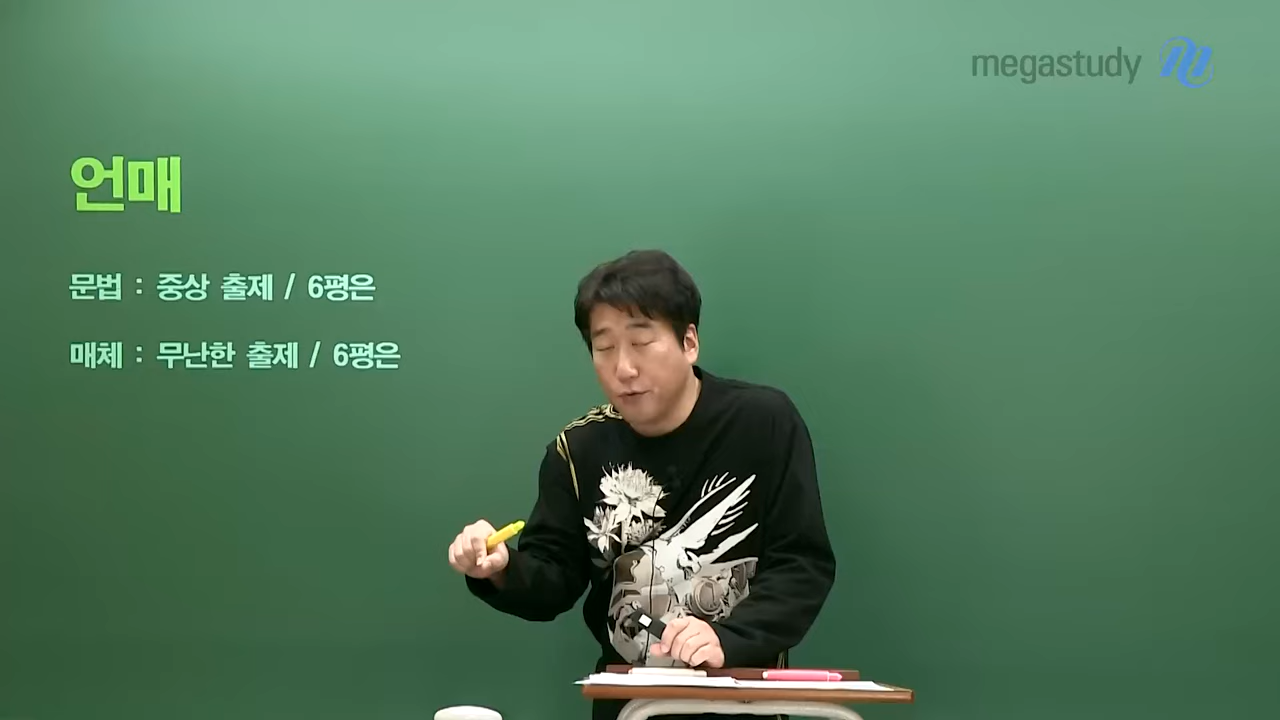 megastudy
언매
문법 : 중상 출제 / 6평은
매체 : 무난한 출제 / 6평은